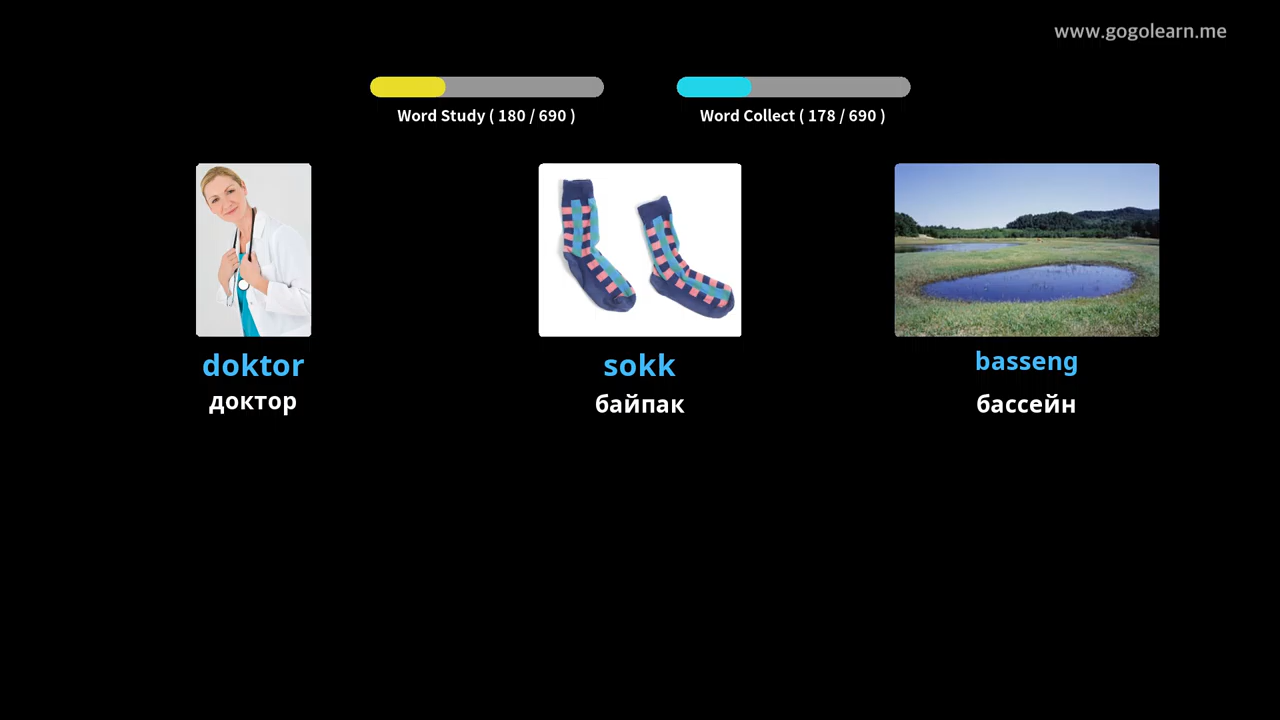 www.gogolearn.me
Word Study ( 180 / 690 )
Word Collect ( 178 / 690 )
doktor
доктор
sokk
байпак
basseng
бассейн